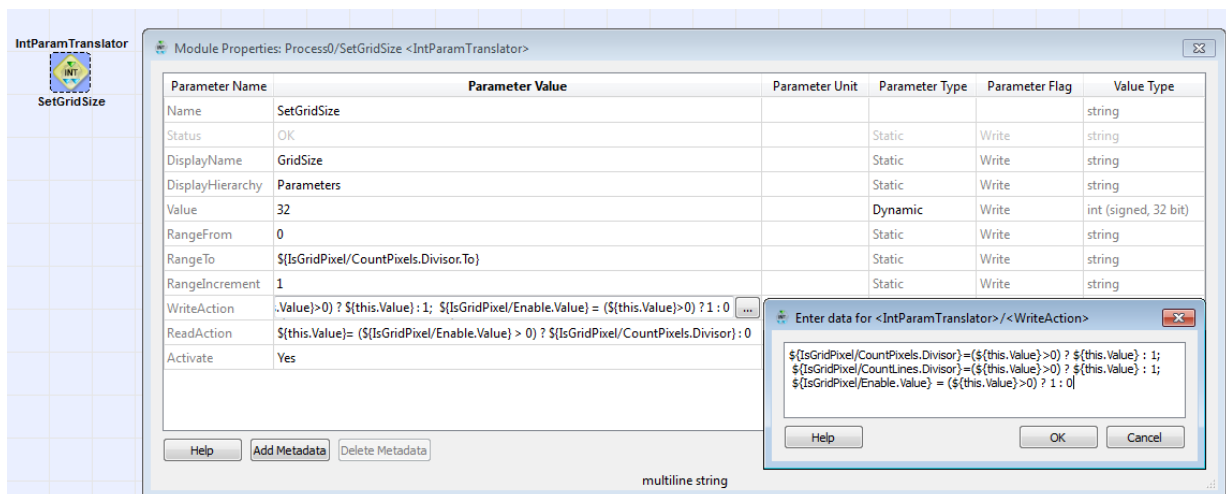 IntParamTranslator
INT
SetGridSize
Module Properties: Process0/SetGridSize <IntParamTranslator>
Parameter Name Parameter Value Parameter Unit Parameter Type Parameter Flag Value Type
Name SetGridSize string
Status OK Static Write string
DisplayName GridSize Static Write string
DisplayHierarchy Parameters Static Write string
Value 32 Dynamic Write int (signed, 32 bit)
RangeFrom 0 Static Write string
RangeTo ${IsGridPixel/CountPixels.Divisor.To} Static Write string
RangeIncrement 1 Static Write string
WriteAction .Value}>0) ? ${this.Value} : 1; ${IsGridPixel/Enable.Value} = (${this.Value}>0) ? 1 : 0 ...
ReadAction ${this.Value}= (${IsGridPixel/Enable.Value} > 0) ? ${IsGridPixel/CountPixels.Divisor} : 0
Activate Yes
Enter data for <IntParamTranslator>/<WriteAction>
${IsGridPixel/CountPixels.Divisor}=(${this.Value}>0) ? ${this.Value} : 1;
${IsGridPixel/CountLines.Divisor}=(${this.Value}>0) ? ${this.Value} : 1;
${IsGridPixel/Enable.Value} = (${this.Value}>0) ? 1 : 0
Help OK Cancel
Help Add Metadata Delete Metadata
multiline string